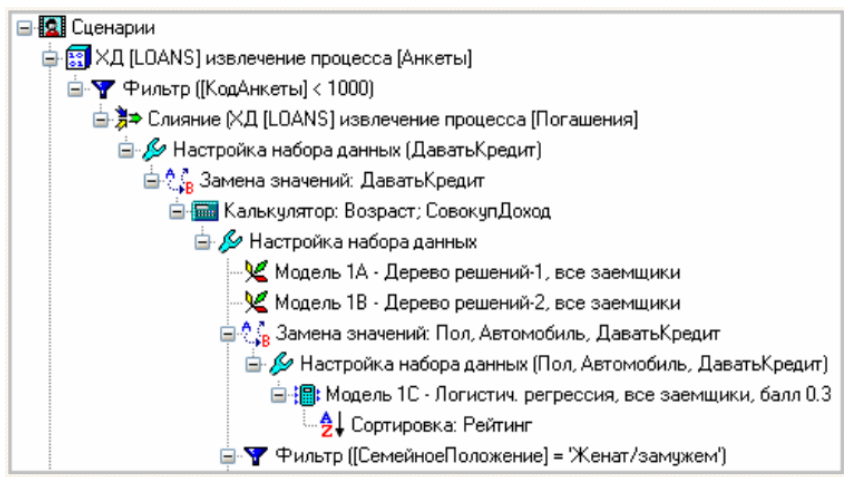 Сценарии
ХД [LOANS] извлечение процесса [Анкеты]
Фильтр ([КодАнкеты] < 1000)
Слияние (ХД [LOANS] извлечение процесса [Погашения]
Настройка набора данных (ДаватьКредит)
Замена значений: ДаватьКредит
Калькулятор: Возраст; СовокупДоход
Настройка набора данных
Модель 1A - Дерево решений-1, все заемщики
Модель 1B - Дерево решений-2, все заемщики
Замена значений: Пол, Автомобиль, ДаватьКредит
Настройка набора данных (Пол, Автомобиль, ДаватьКредит)
Модель 1C - Логистич. регрессия, все заемщики, балл 0.3
Сортировка: Рейтинг
Фильтр ([СемейноеПоложение] = 'Женат/замужем')